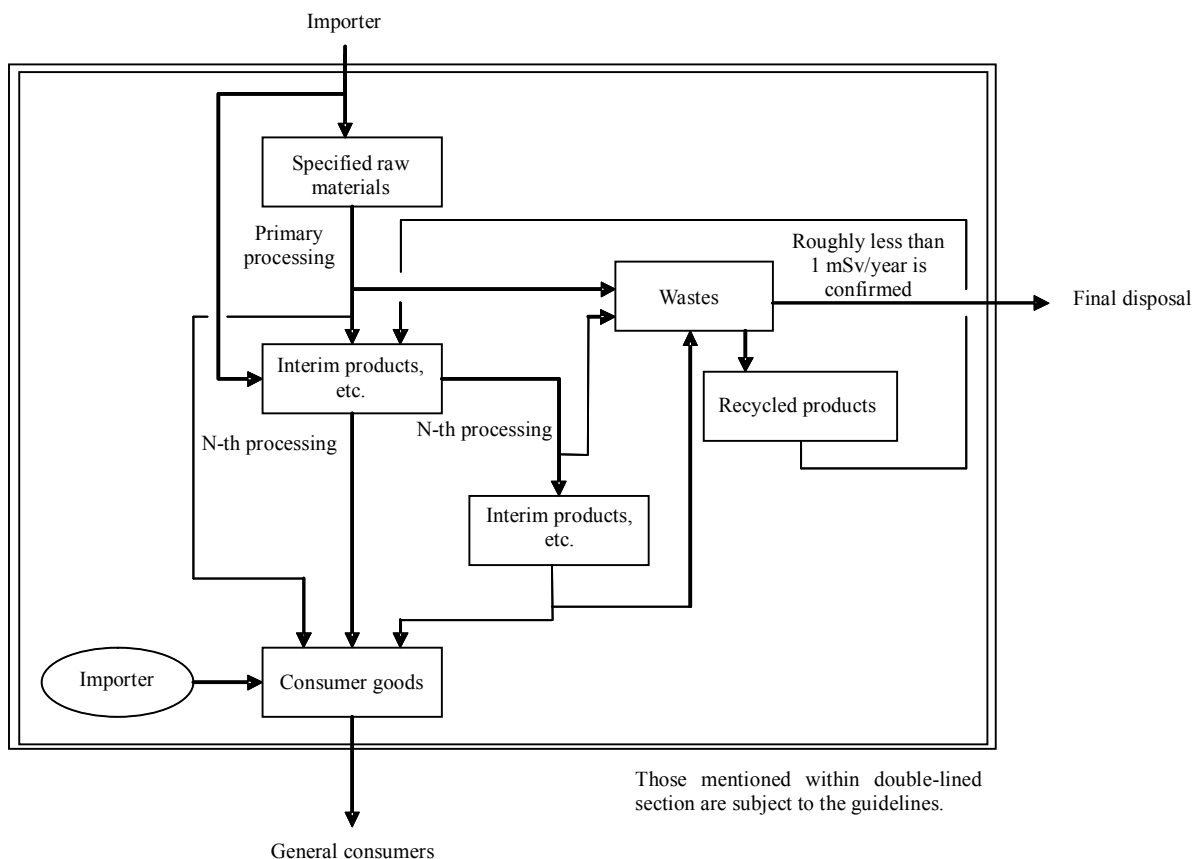 Importer
Specified raw
materials
Primary
processing
Roughly less than
1 mSv/year is
confirmed
Wastes
Final disposal
Interim products,
etc.
Recycled products
N-th processing
N-th processing
Interim products,
etc.
Importer
Consumer goods
Those mentioned within double-lined
section are subject to the guidelines.
General consumers